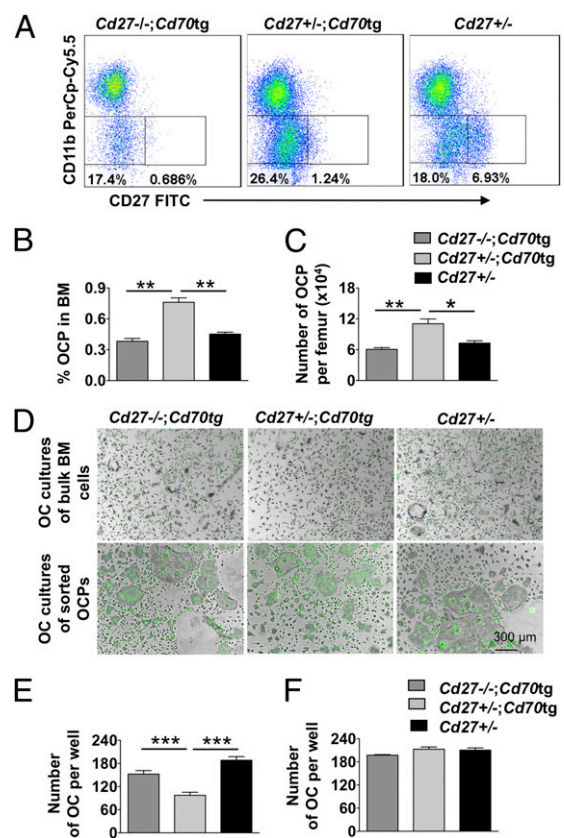 A
Cd27-/-;Cd70tg
Cd27+/-;Cd70tg
Cd27+/-
CD11b PerCp-Cy5.5
17.4%
0.686%
26.4%
1.24%
18.0%
6.93%
CD27 FITC
B
% OCP in BM
0.9
0.6
0.3
0.0
**
**
C
Cd27-/-;Cd70tg
Cd27+/-;Cd70tg
Cd27+/-
Number of OCP
per femur (x10⁴)
16
12
8
4
0
**
*
D
Cd27-/-;Cd70tg
Cd27+/-;Cd70tg
Cd27+/-
OC cultures
of bulk BM
cells
OC cultures
of sorted
OCPs
300 µm
E
Number
of OC per well
240
180
120
60
0
***
***
F
Cd27-/-;Cd70tg
Cd27+/-;Cd70tg
Cd27+/-
Number
of OC per well
240
180
120
60
0